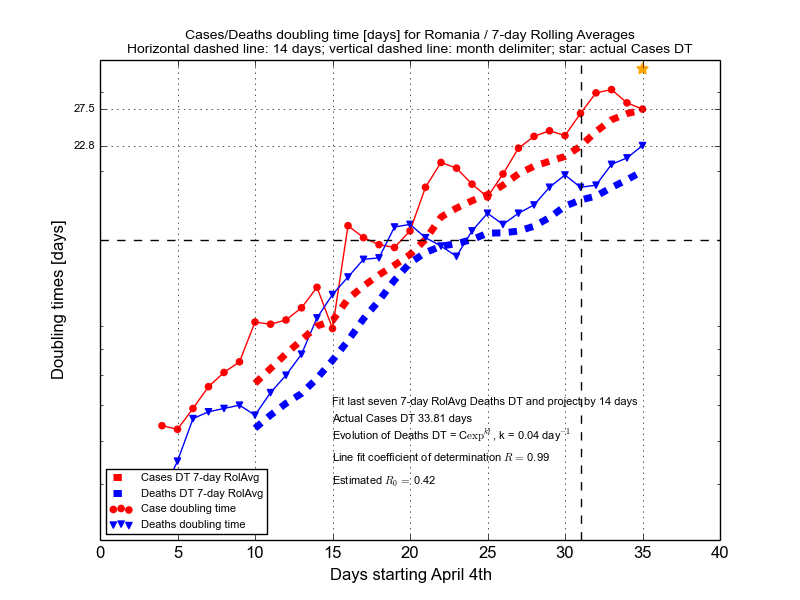 Cases/Deaths doubling time [days] for Romania / 7-day Rolling Averages
Horizontal dashed line: 14 days; vertical dashed line: month delimiter; star: actual Cases DT
27.5
22.8
Doubling times [days]
Fit last seven 7-day RolAvg Deaths DT and project by 14 days
Actual Cases DT 33.81 days
Evolution of Deaths DT = Cexp^{kt}, k = 0.04 day^{-1}
Line fit coefficient of determination R = 0.99
Estimated R_0 = 0.42
Cases DT 7-day RolAvg
Deaths DT 7-day RolAvg
Case doubling time
Deaths doubling time
0 5 10 15 20 25 30 35 40
Days starting April 4th